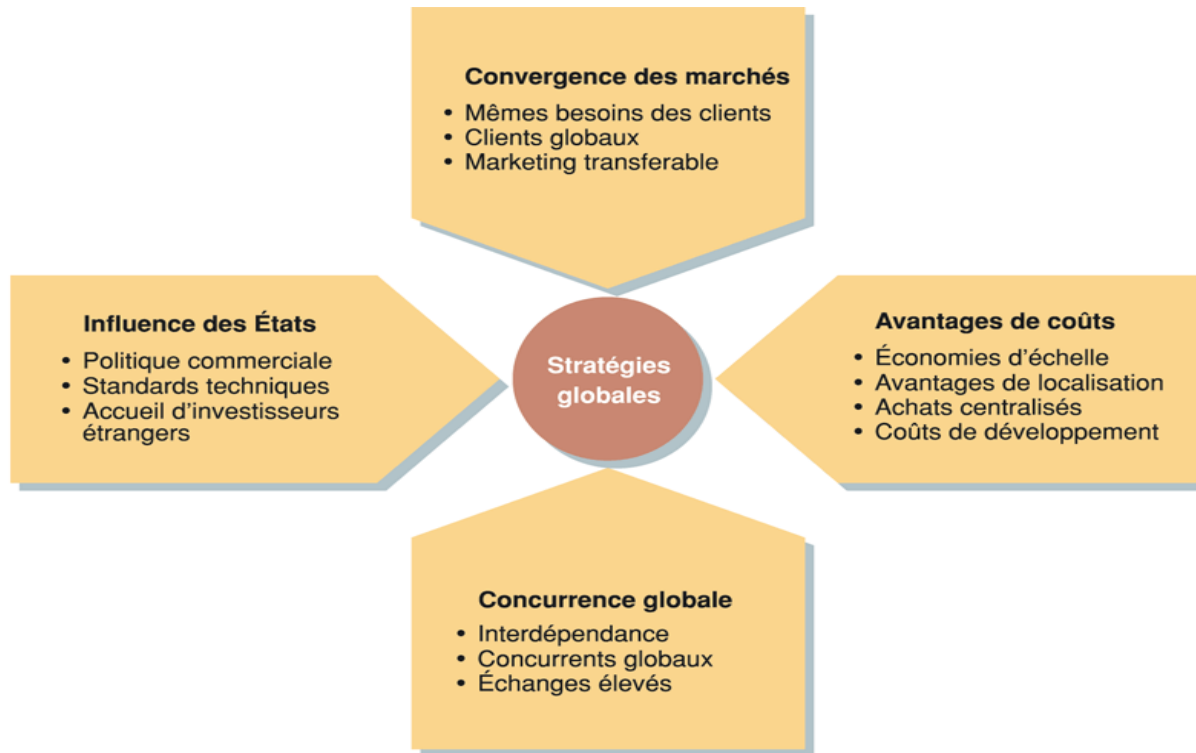 Convergence des marchés
• Mêmes besoins des clients
• Clients globaux
• Marketing transferable
Influence des États
• Politique commerciale
• Standards techniques
• Accueil d’investisseurs
étrangers
Stratégies
globales
Avantages de coûts
• Économies d’échelle
• Avantages de localisation
• Achats centralisés
• Coûts de développement
Concurrence globale
• Interdépendance
• Concurrents globaux
• Échanges élevés